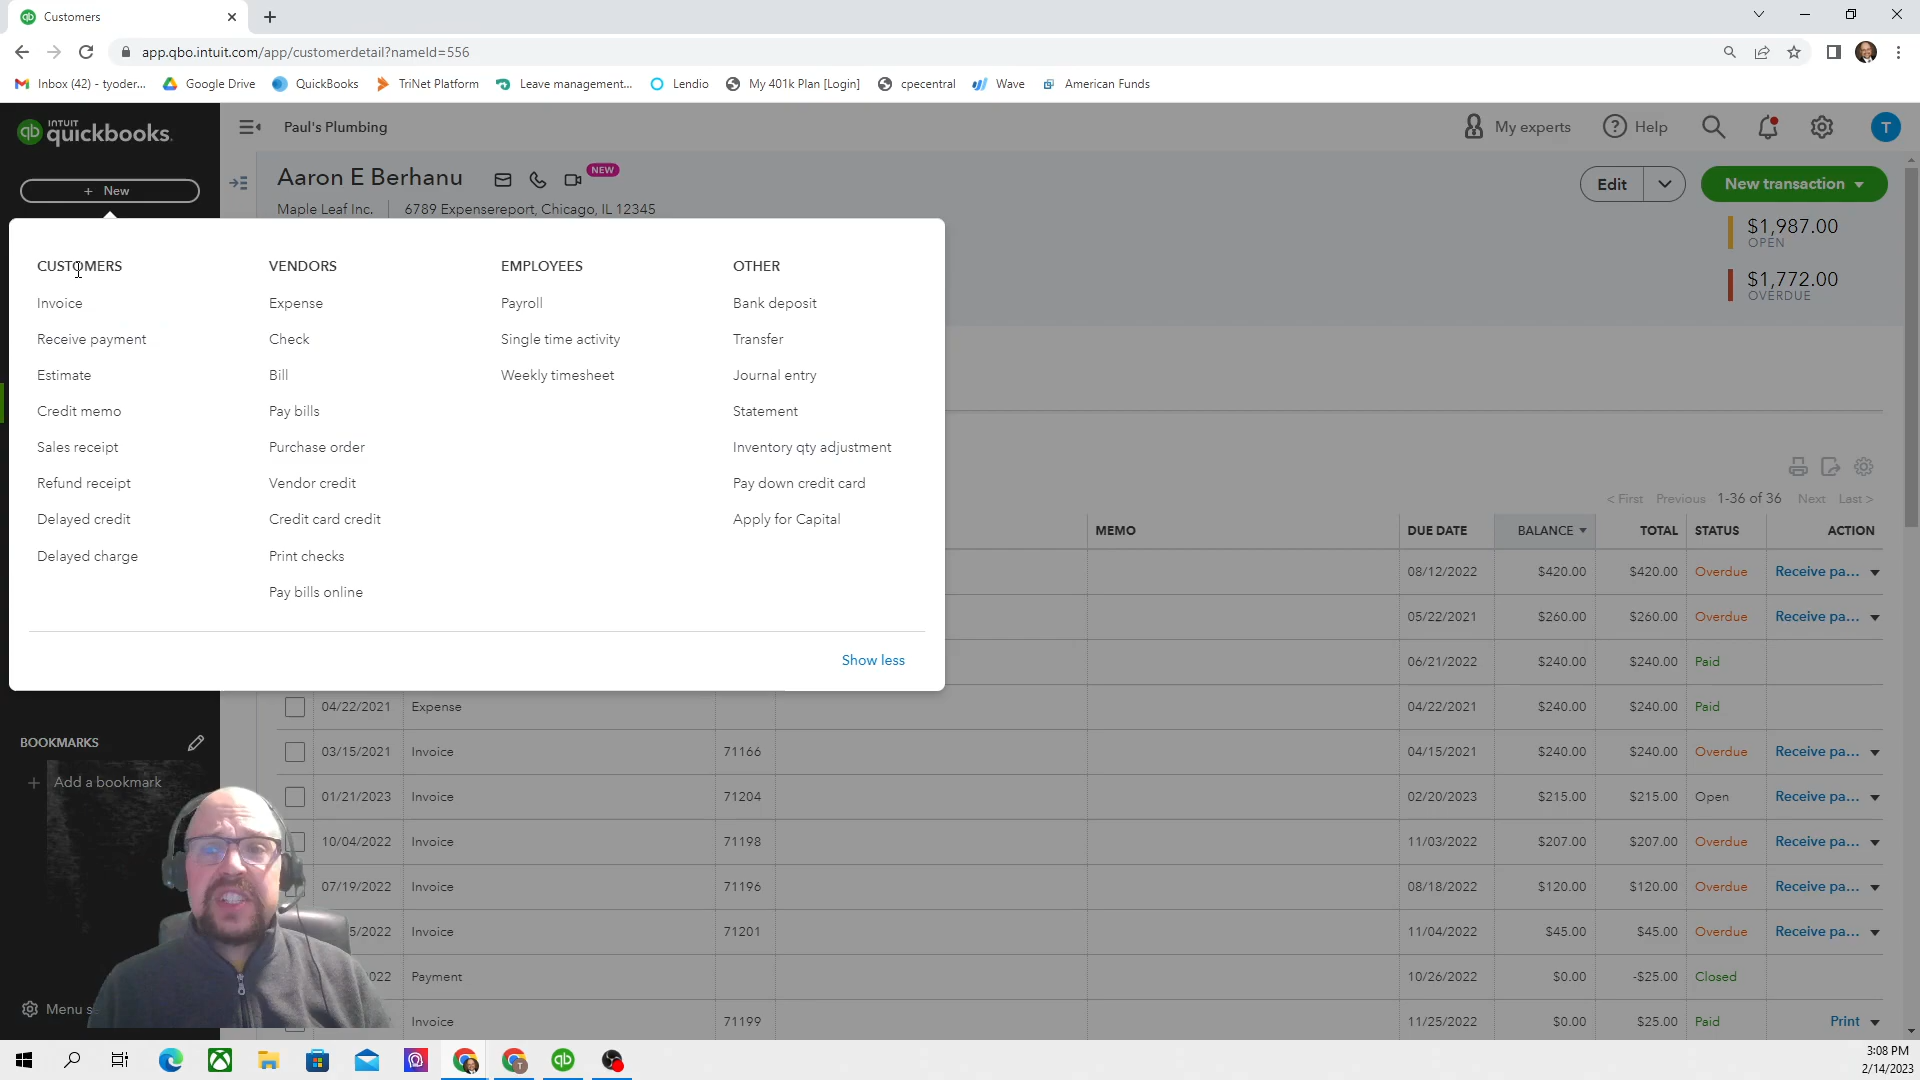 Customers
app.qbo.intuit.com/app/customerdetail?nameId=556
Inbox (42) - tyoder... Google Drive QuickBooks TriNet Platform Leave management... Lendio My 401k Plan [Login] cpecentral Wave American Funds
INTUIT
quickbooks.
Paul's Plumbing
My experts
Help
T
+ New
Aaron E Berhanu
NEW
Edit
New transaction
Maple Leaf Inc. 6789 Expensereport, Chicago, IL 12345
$1,987.00
OPEN
$1,772.00
OVERDUE
CUSTOMERS
Invoice
Receive payment
Estimate
Credit memo
Sales receipt
Refund receipt
Delayed credit
Delayed charge
VENDORS
Expense
Check
Bill
Pay bills
Purchase order
Vendor credit
Credit card credit
Print checks
Pay bills online
EMPLOYEES
Payroll
Single time activity
Weekly timesheet
OTHER
Bank deposit
Transfer
Journal entry
Statement
Inventory qty adjustment
Pay down credit card
Apply for Capital
Show less
< First Previous 1-36 of 36 Next Last >
MEMO DUE DATE BALANCE TOTAL STATUS ACTION
08/12/2022 $420.00 $420.00 Overdue Receive pa...
05/22/2021 $260.00 $260.00 Overdue Receive pa...
06/21/2022 $240.00 $240.00 Paid
04/22/2021 Expense 04/22/2021 $240.00 $240.00 Paid
03/15/2021 Invoice 71166 04/15/2021 $240.00 $240.00 Overdue Receive pa...
01/21/2023 Invoice 71204 02/20/2023 $215.00 $215.00 Open Receive pa...
10/04/2022 Invoice 71198 11/03/2022 $207.00 $207.00 Overdue Receive pa...
07/19/2022 Invoice 71196 08/18/2022 $120.00 $120.00 Overdue Receive pa...
5/2022 Invoice 71201 11/04/2022 $45.00 $45.00 Overdue Receive pa...
022 Payment 10/26/2022 $0.00 -$25.00 Closed
Invoice 71199 11/25/2022 $0.00 $25.00 Paid Print
BOOKMARKS
+ Add a bookmark
Menu s
3:08 PM
2/14/2023